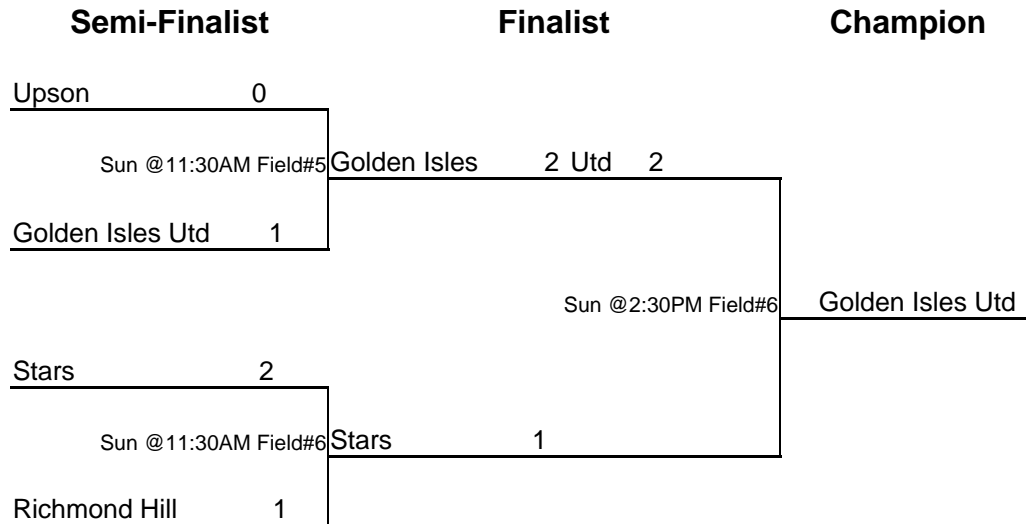 Semi-Finalist Finalist Champion
Upson 0
Sun @11:30AM Field#5 Golden Isles 2 Utd 2
Golden Isles Utd 1
Sun @2:30PM Field#6 Golden Isles Utd
Stars 2
Sun @11:30AM Field#6 Stars 1
Richmond Hill 1